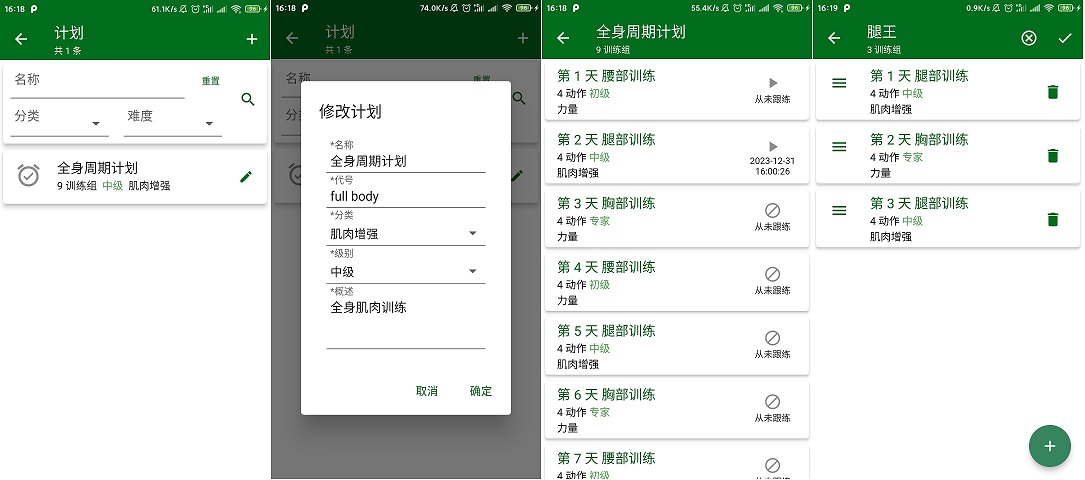 16:18
61.1K/s
96
计划
共 1 条
名称
重置
分类
难度
全身周期计划
9 训练组 中级 肌肉增强
16:18
74.0K/s
96
计划
共 1 条
名称
重置
分类
修改计划
*名称
全身周期计划
*代号
full body
*分类
肌肉增强
*级别
中级
*概述
全身肌肉训练
取消 确定
16:18
55.4K/s
96
全身周期计划
9 训练组
第 1 天 腰部训练
4 动作 初级
力量
从未跟练
第 2 天 腿部训练
4 动作 中级
肌肉增强
2023-12-31
16:00:26
第 3 天 胸部训练
4 动作 专家
力量
从未跟练
第 4 天 腰部训练
4 动作 初级
力量
从未跟练
第 5 天 腿部训练
4 动作 中级
肌肉增强
从未跟练
第 6 天 胸部训练
4 动作 专家
力量
从未跟练
第 7 天 腰部训练
4 动作 初级
16:19
0.9K/s
96
腿王
3 训练组
第 1 天 腿部训练
4 动作 中级
肌肉增强
第 2 天 胸部训练
4 动作 专家
力量
第 3 天 腿部训练
4 动作 中级
肌肉增强